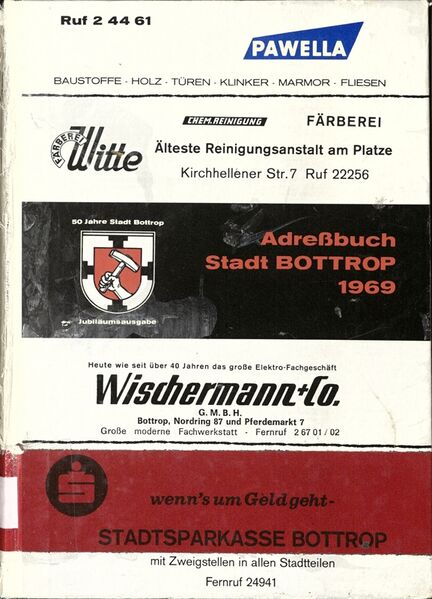 Ruf 2 44 61
PAWELLA
BAUSTOFFE - HOLZ - TÜREN - KLINKER - MARMOR - FLIESEN
FÄRBEREI
Witte
CHEM. REINIGUNG FÄRBEREI
Älteste Reinigungsanstalt am Platze
Kirchhellener Str. 7 Ruf 22256
50 Jahre Stadt Bottrop
Jubiläumsausgabe
Adreßbuch
Stadt BOTTROP
1969
Heute wie seit über 40 Jahren das große Elektro-Fachgeschäft
Wischermann+Co.
G. M. B. H.
Bottrop, Nordring 87 und Pferdemarkt 7
Große moderne Fachwerkstatt - Fernruf 2 67 01 / 02
S
wenn's um Geld geht-
STADTSPARKASSE BOTTROP
mit Zweigstellen in allen Stadtteilen
Fernruf 24941